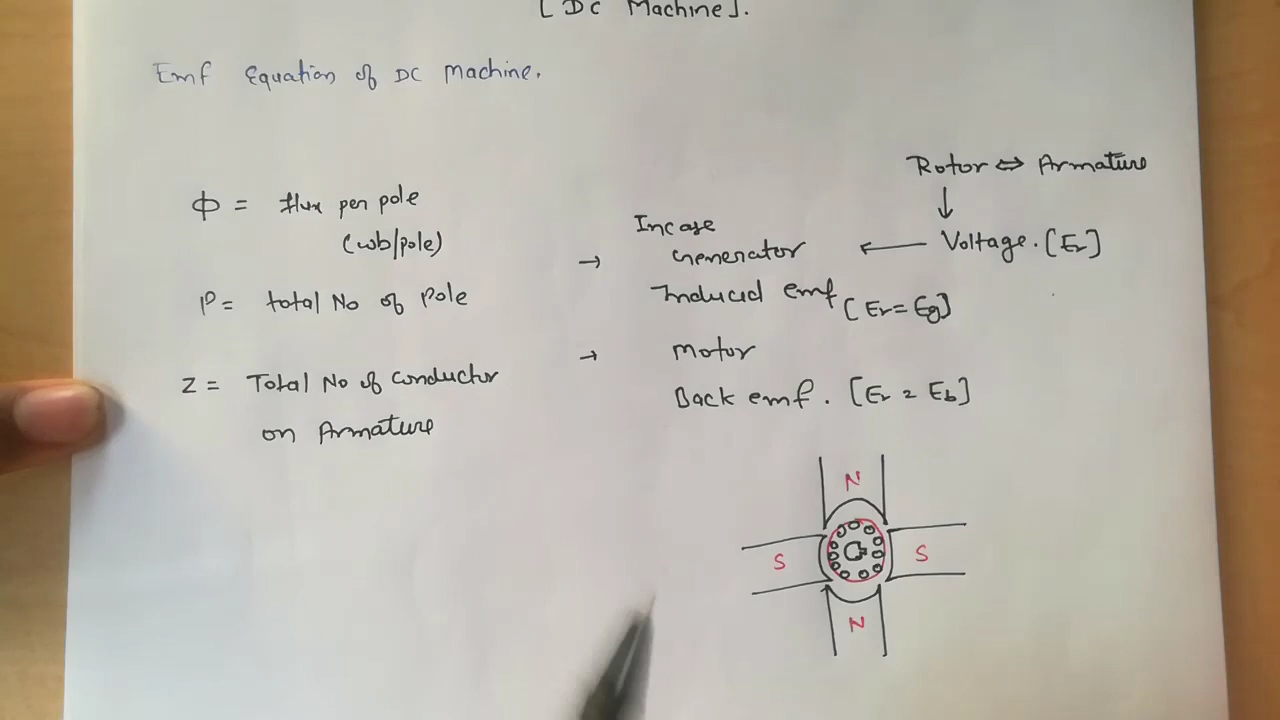 [DC Machine].
Emf Equation of DC Machine.
Φ = flux per pole
(wb/pole)
P = total No of pole
Z = Total No of conductor
on Armature
Rotor ⇔ Armature
↓
Incase
→ Generator ← Voltage. [Er]
Induced emf [Er = Eg]
→ Motor
Back emf. [Er = Eb]
N
S S
N